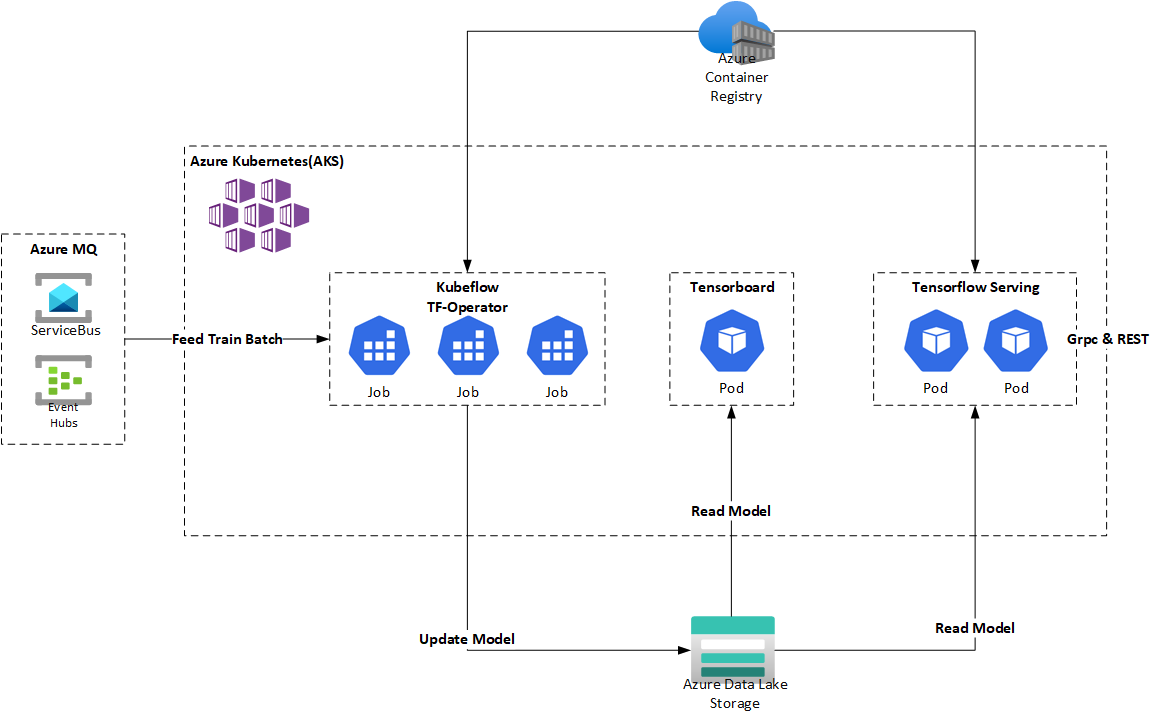 Azure
Container
Registry
Azure Kubernetes(AKS)
Azure MQ
ServiceBus
Event
Hubs
Feed Train Batch
Kubeflow
TF-Operator
Job
Job
Job
Tensorboard
Pod
Tensorflow Serving
Pod
Pod
Grpc & REST
Read Model
Update Model
Read Model
Azure Data Lake
Storage